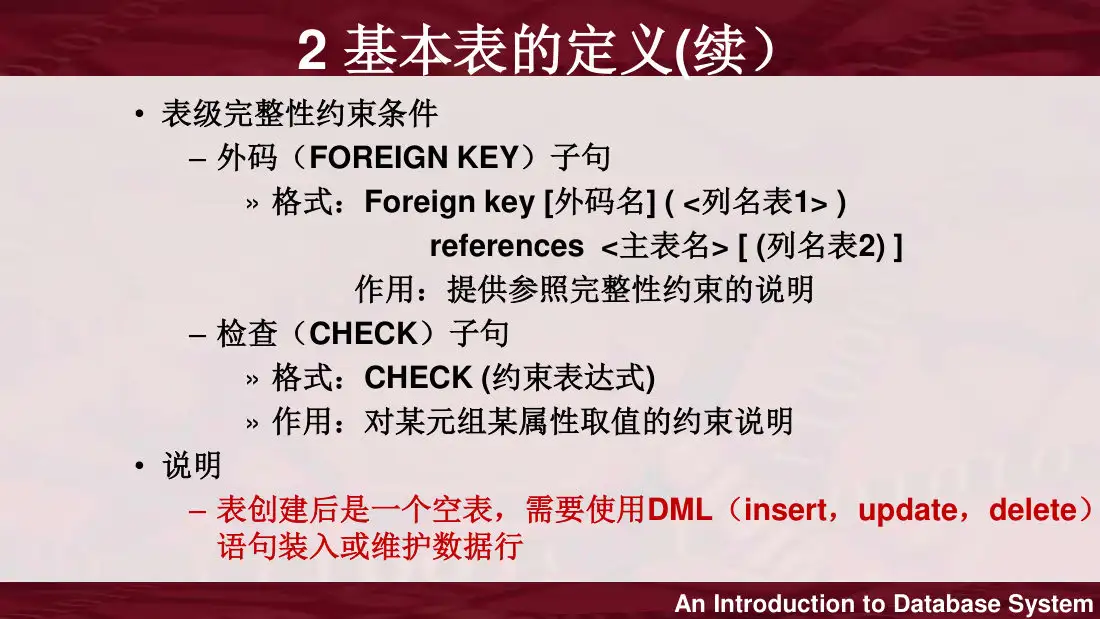 2 基本表的定义(续）
• 表级完整性约束条件
– 外码（FOREIGN KEY）子句
» 格式：Foreign key [外码名] ( <列名表1> )
references <主表名> [ (列名表2) ]
作用：提供参照完整性约束的说明
– 检查（CHECK）子句
» 格式：CHECK (约束表达式)
» 作用：对某元组某属性取值的约束说明
• 说明
– 表创建后是一个空表，需要使用DML（insert，update，delete）
语句装入或维护数据行
An Introduction to Database System